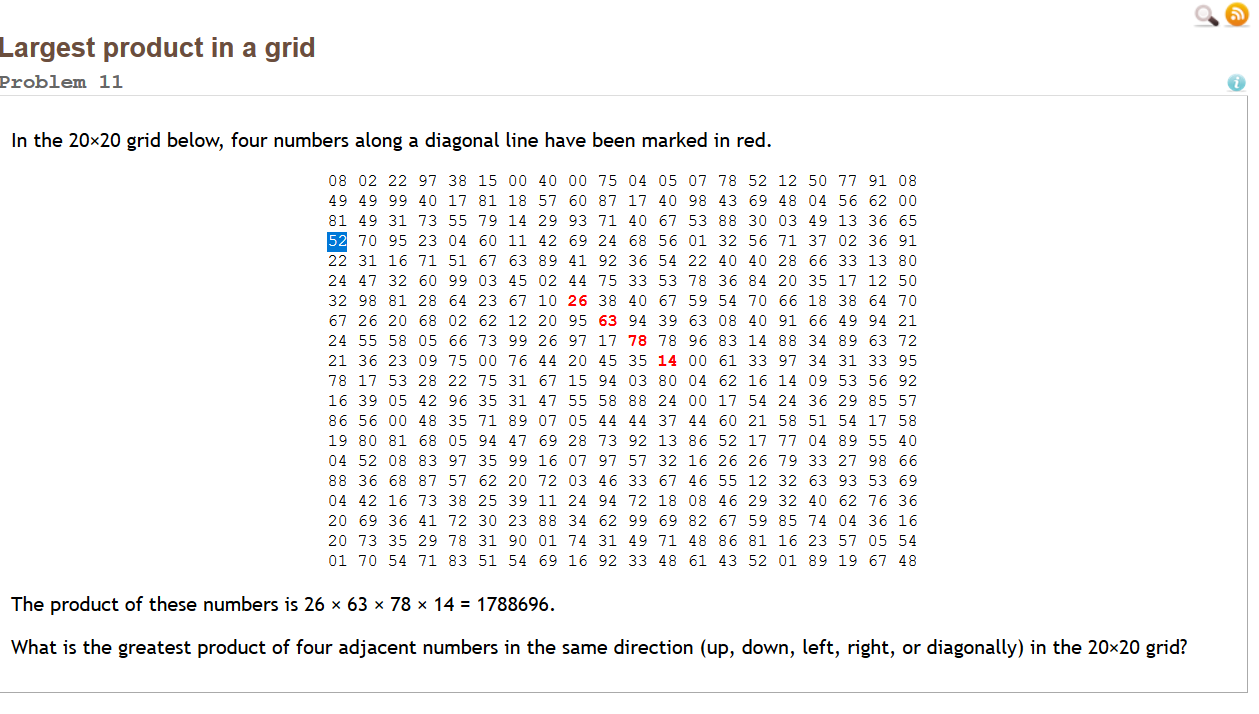 Largest product in a grid
Problem 11
In the 20×20 grid below, four numbers along a diagonal line have been marked in red.
08 02 22 97 38 15 00 40 00 75 04 05 07 78 52 12 50 77 91 08
49 49 99 40 17 81 18 57 60 87 17 40 98 43 69 48 04 56 62 00
81 49 31 73 55 79 14 29 93 71 40 67 53 88 30 03 49 13 36 65
52 70 95 23 04 60 11 42 69 24 68 56 01 32 56 71 37 02 36 91
22 31 16 71 51 67 63 89 41 92 36 54 22 40 40 28 66 33 13 80
24 47 32 60 99 03 45 02 44 75 33 53 78 36 84 20 35 17 12 50
32 98 81 28 64 23 67 10 26 38 40 67 59 54 70 66 18 38 64 70
67 26 20 68 02 62 12 20 95 63 94 39 63 08 40 91 66 49 94 21
24 55 58 05 66 73 99 26 97 17 78 78 96 83 14 88 34 89 63 72
21 36 23 09 75 00 76 44 20 45 35 14 00 61 33 97 34 31 33 95
78 17 53 28 22 75 31 67 15 94 03 80 04 62 16 14 09 53 56 92
16 39 05 42 96 35 31 47 55 58 88 24 00 17 54 24 36 29 85 57
86 56 00 48 35 71 89 07 05 44 44 37 44 60 21 58 51 54 17 58
19 80 81 68 05 94 47 69 28 73 92 13 86 52 17 77 04 89 55 40
04 52 08 83 97 35 99 16 07 97 57 32 16 26 26 79 33 27 98 66
88 36 68 87 57 62 20 72 03 46 33 67 46 55 12 32 63 93 53 69
04 42 16 73 38 25 39 11 24 94 72 18 08 46 29 32 40 62 76 36
20 69 36 41 72 30 23 88 34 62 99 69 82 67 59 85 74 04 36 16
20 73 35 29 78 31 90 01 74 31 49 71 48 86 81 16 23 57 05 54
01 70 54 71 83 51 54 69 16 92 33 48 61 43 52 01 89 19 67 48
The product of these numbers is 26 × 63 × 78 × 14 = 1788696.
What is the greatest product of four adjacent numbers in the same direction (up, down, left, right, or diagonally) in the 20×20 grid?